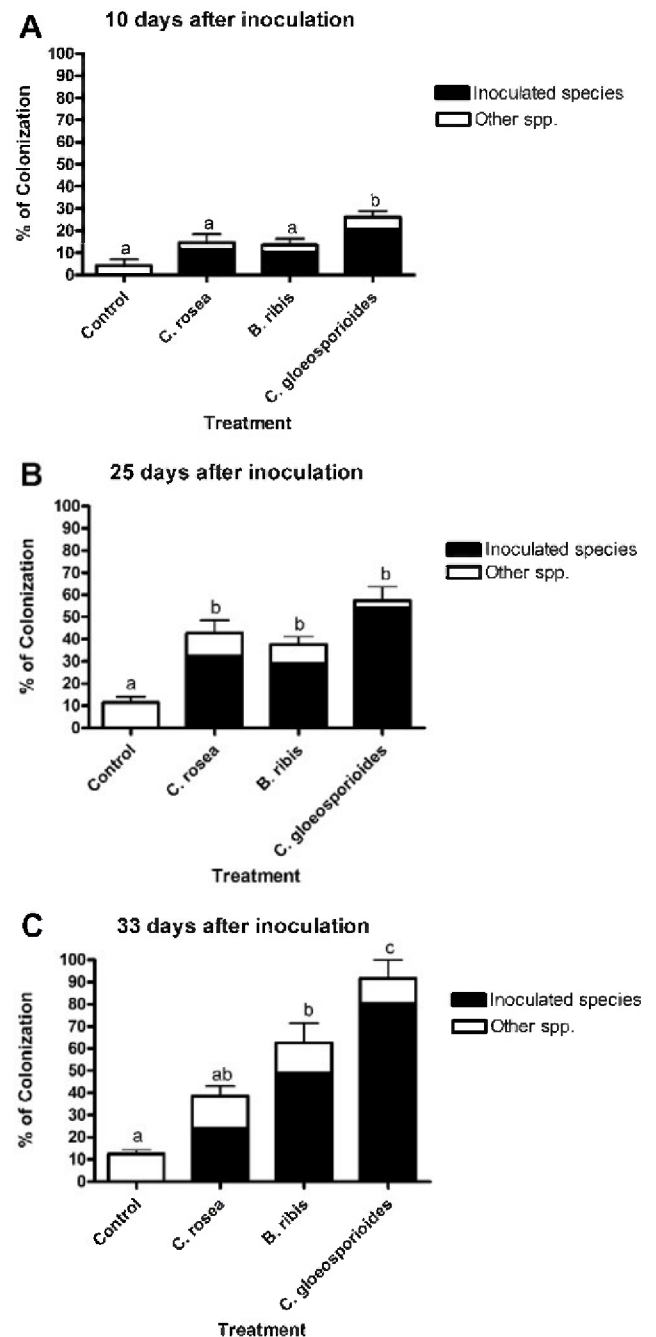 A
10 days after inoculation
100
90
80
70
60
50
40
30
20
10
0
% of Colonization
a
a
a
b
Inoculated species
Other spp.
Control
C. rosea
B. ribis
C. gloeosporioides
Treatment
B
25 days after inoculation
100
90
80
70
60
50
40
30
20
10
0
% of Colonization
a
b
b
b
Inoculated species
Other spp.
Control
C. rosea
B. ribis
C. gloeosporioides
Treatment
C
33 days after inoculation
100
90
80
70
60
50
40
30
20
10
0
% of Colonization
a
ab
b
c
Inoculated species
Other spp.
Control
C. rosea
B. ribis
C. gloeosporioides
Treatment